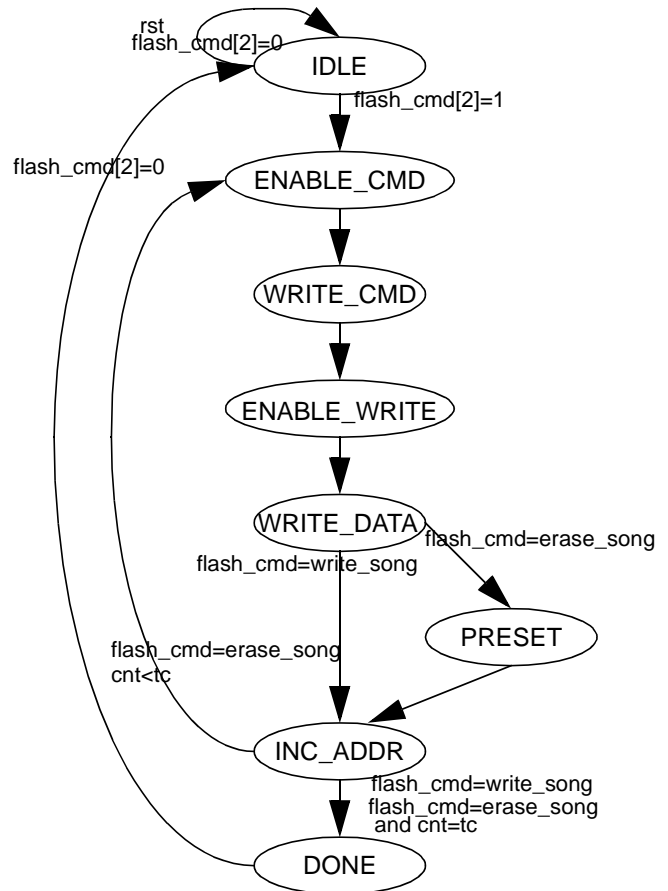 rst
flash_cmd[2]=0
IDLE
flash_cmd[2]=1
flash_cmd[2]=0
ENABLE_CMD
WRITE_CMD
ENABLE_WRITE
WRITE_DATA
flash_cmd=erase_song
flash_cmd=write_song
PRESET
flash_cmd=erase_song
cnt<tc
INC_ADDR
flash_cmd=write_song
flash_cmd=erase_song
and cnt=tc
DONE